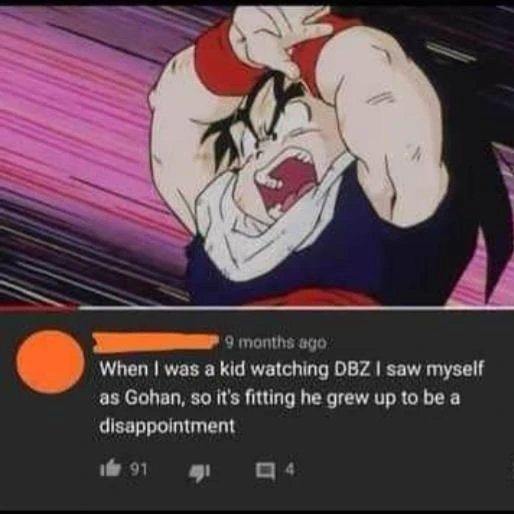 9 months ago
When I was a kid watching DBZ I saw myself
as Gohan, so it's fitting he grew up to be a
disappointment
91 4